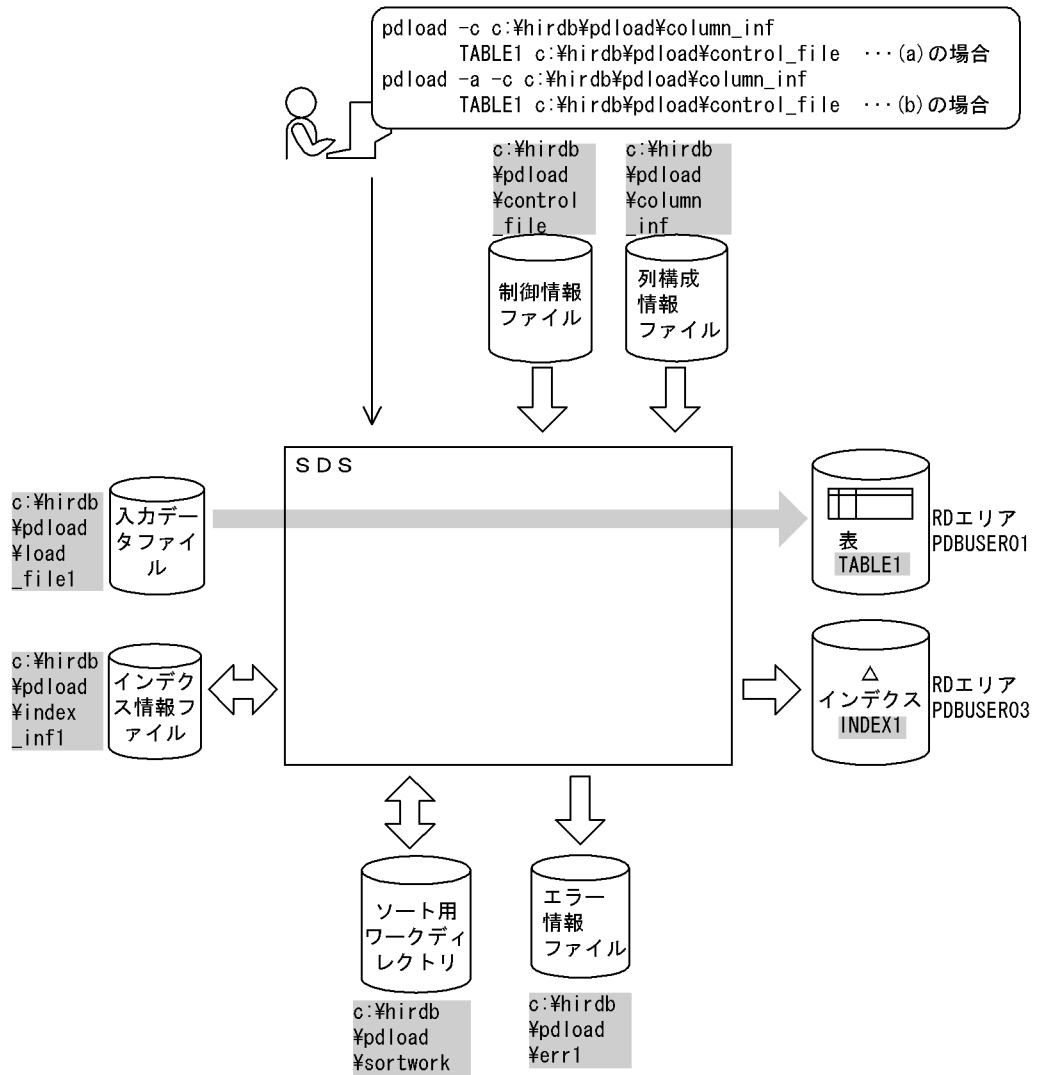 pdload -c c:¥hirdb¥pdload¥column_inf
TABLE1 c:¥hirdb¥pdload¥control_file ･･･(a)の場合
pdload -a -c c:¥hirdb¥pdload¥column_inf
TABLE1 c:¥hirdb¥pdload¥control_file ･･･(b)の場合
c:¥hirdb
¥pdload
¥control
_file
c:¥hirdb
¥pdload
¥column
_inf
制御情報
ファイル
列構成
情報
ファイル
SDS
c:¥hirdb
¥pdload
¥load
_file1
入力デー
タファイ
ル
表
TABLE1
RDエリア
PDBUSER01
c:¥hirdb
¥pdload
¥index
_inf1
インデク
ス情報フ
ァイル
インデクス
INDEX1
RDエリア
PDBUSER03
ソート用
ワークディ
レクトリ
c:¥hirdb
¥pdload
¥sortwork
エラー
情報
ファイル
c:¥hirdb
¥pdload
¥err1